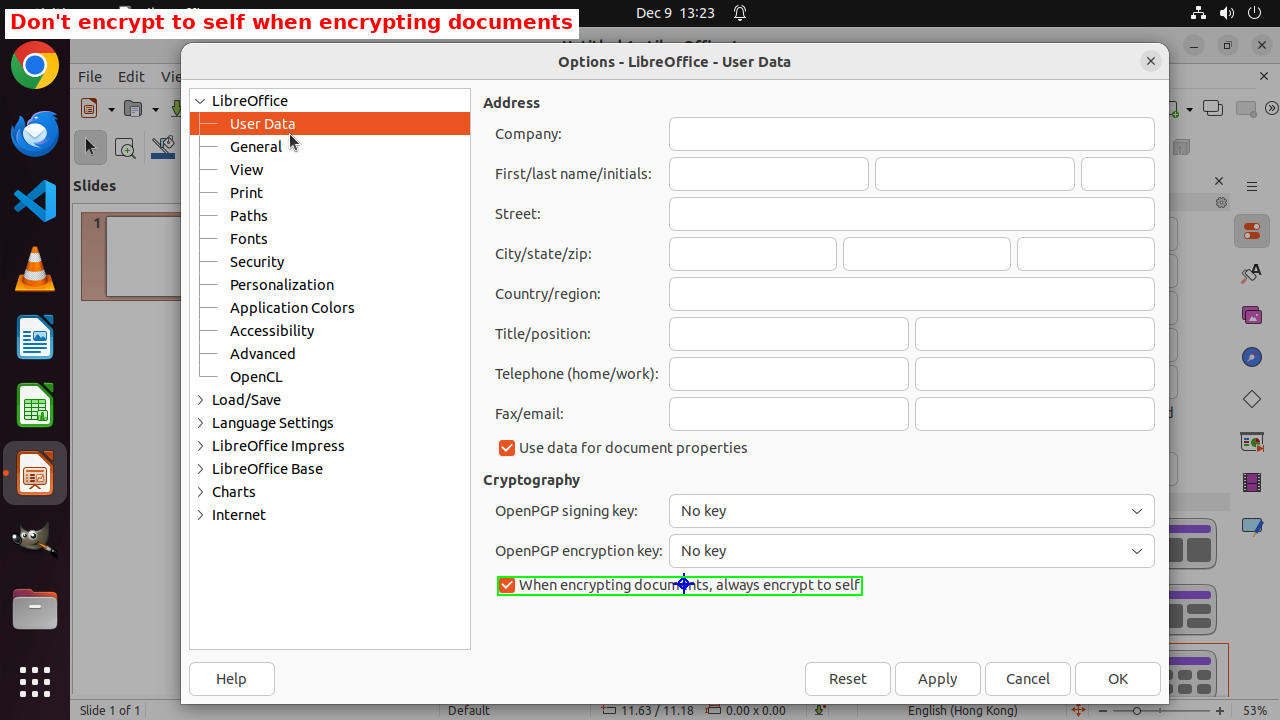 Don't encrypt to self when encrypting documents
Dec 9 13:23
File Edit
Options - LibreOffice - User Data
Slides
1
LibreOffice
User Data
General
View
Print
Paths
Fonts
Security
Personalization
Application Colors
Accessibility
Advanced
OpenCL
Load/Save
Language Settings
LibreOffice Impress
LibreOffice Base
Charts
Internet
Address
Company:
First/last name/initials:
Street:
City/state/zip:
Country/region:
Title/position:
Telephone (home/work):
Fax/email:
Use data for document properties
Cryptography
OpenPGP signing key: No key
OpenPGP encryption key: No key
When encrypting documents, always encrypt to self
Help Reset Apply Cancel OK
Slide 1 of 1 Default 11.63 / 11.18 0.00 x 0.00 English (Hong Kong) 53%